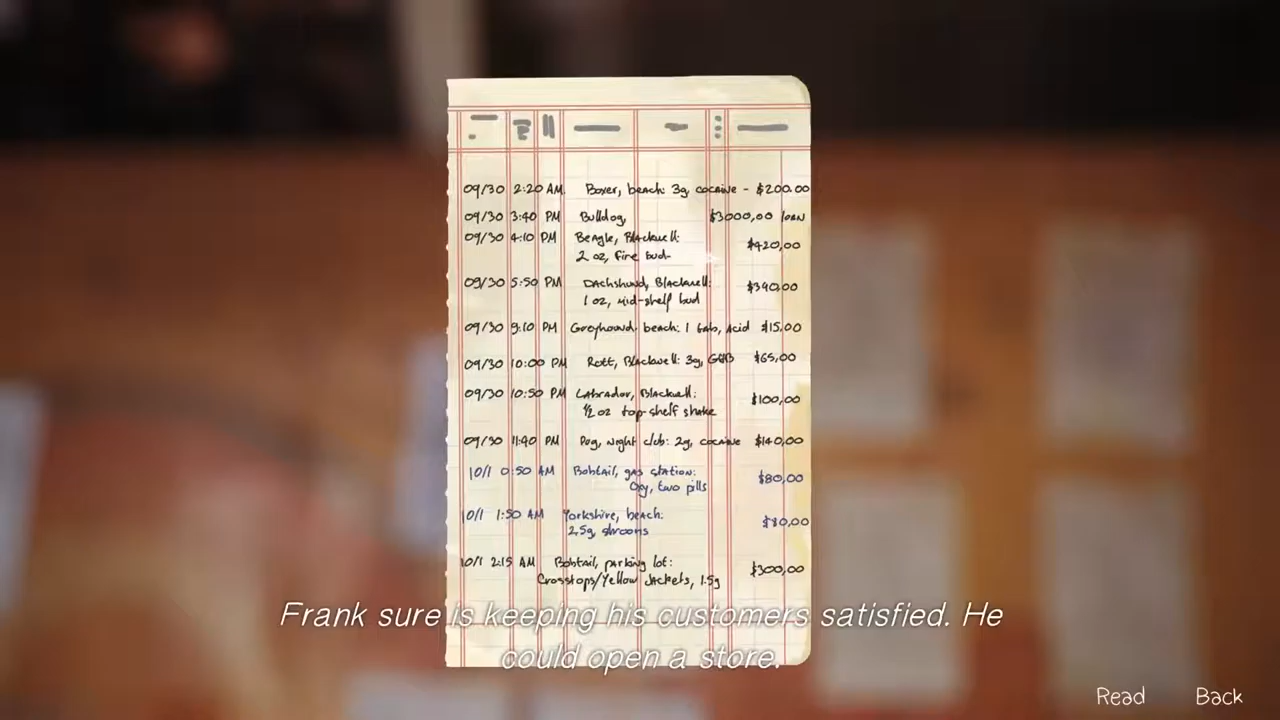 09/30 2:20 AM. Boxer, beach: 3g, cocaine - $200.00
09/30 3:40 PM Bulldog, $3000,00 loan
09/30 4:10 PM Beagle, Blackwell:
2 oz, fire bud- $420,00
09/30 5:50 PM Dachshund, Blackwell: $340,00
1 oz, mid-shelf bud
09/30 9:10 PM Greyhound, beach: 1 tab, acid $15,00
09/30 10:00 PM Rott, Blackwell: 3g, GHB $65,00
09/30 10:50 PM Labrador, Blackwell:
1/2 oz top-shelf shake $100,00
09/30 11:40 PM Pug, night club: 2g, cocaine $140,00
10/1 0:50 AM Bobtail, gas station:
Oxy, two pills $80,00
10/1 1:50 AM Yorkshire, beach:
2,5g, shrooms
10/1 2:15 AM Bobtail, parking lot: $300,00
Crosstops/Yellow Jackets, 1.5g
Frank sure is keeping his customers satisfied. He
could open a store.
Read Back